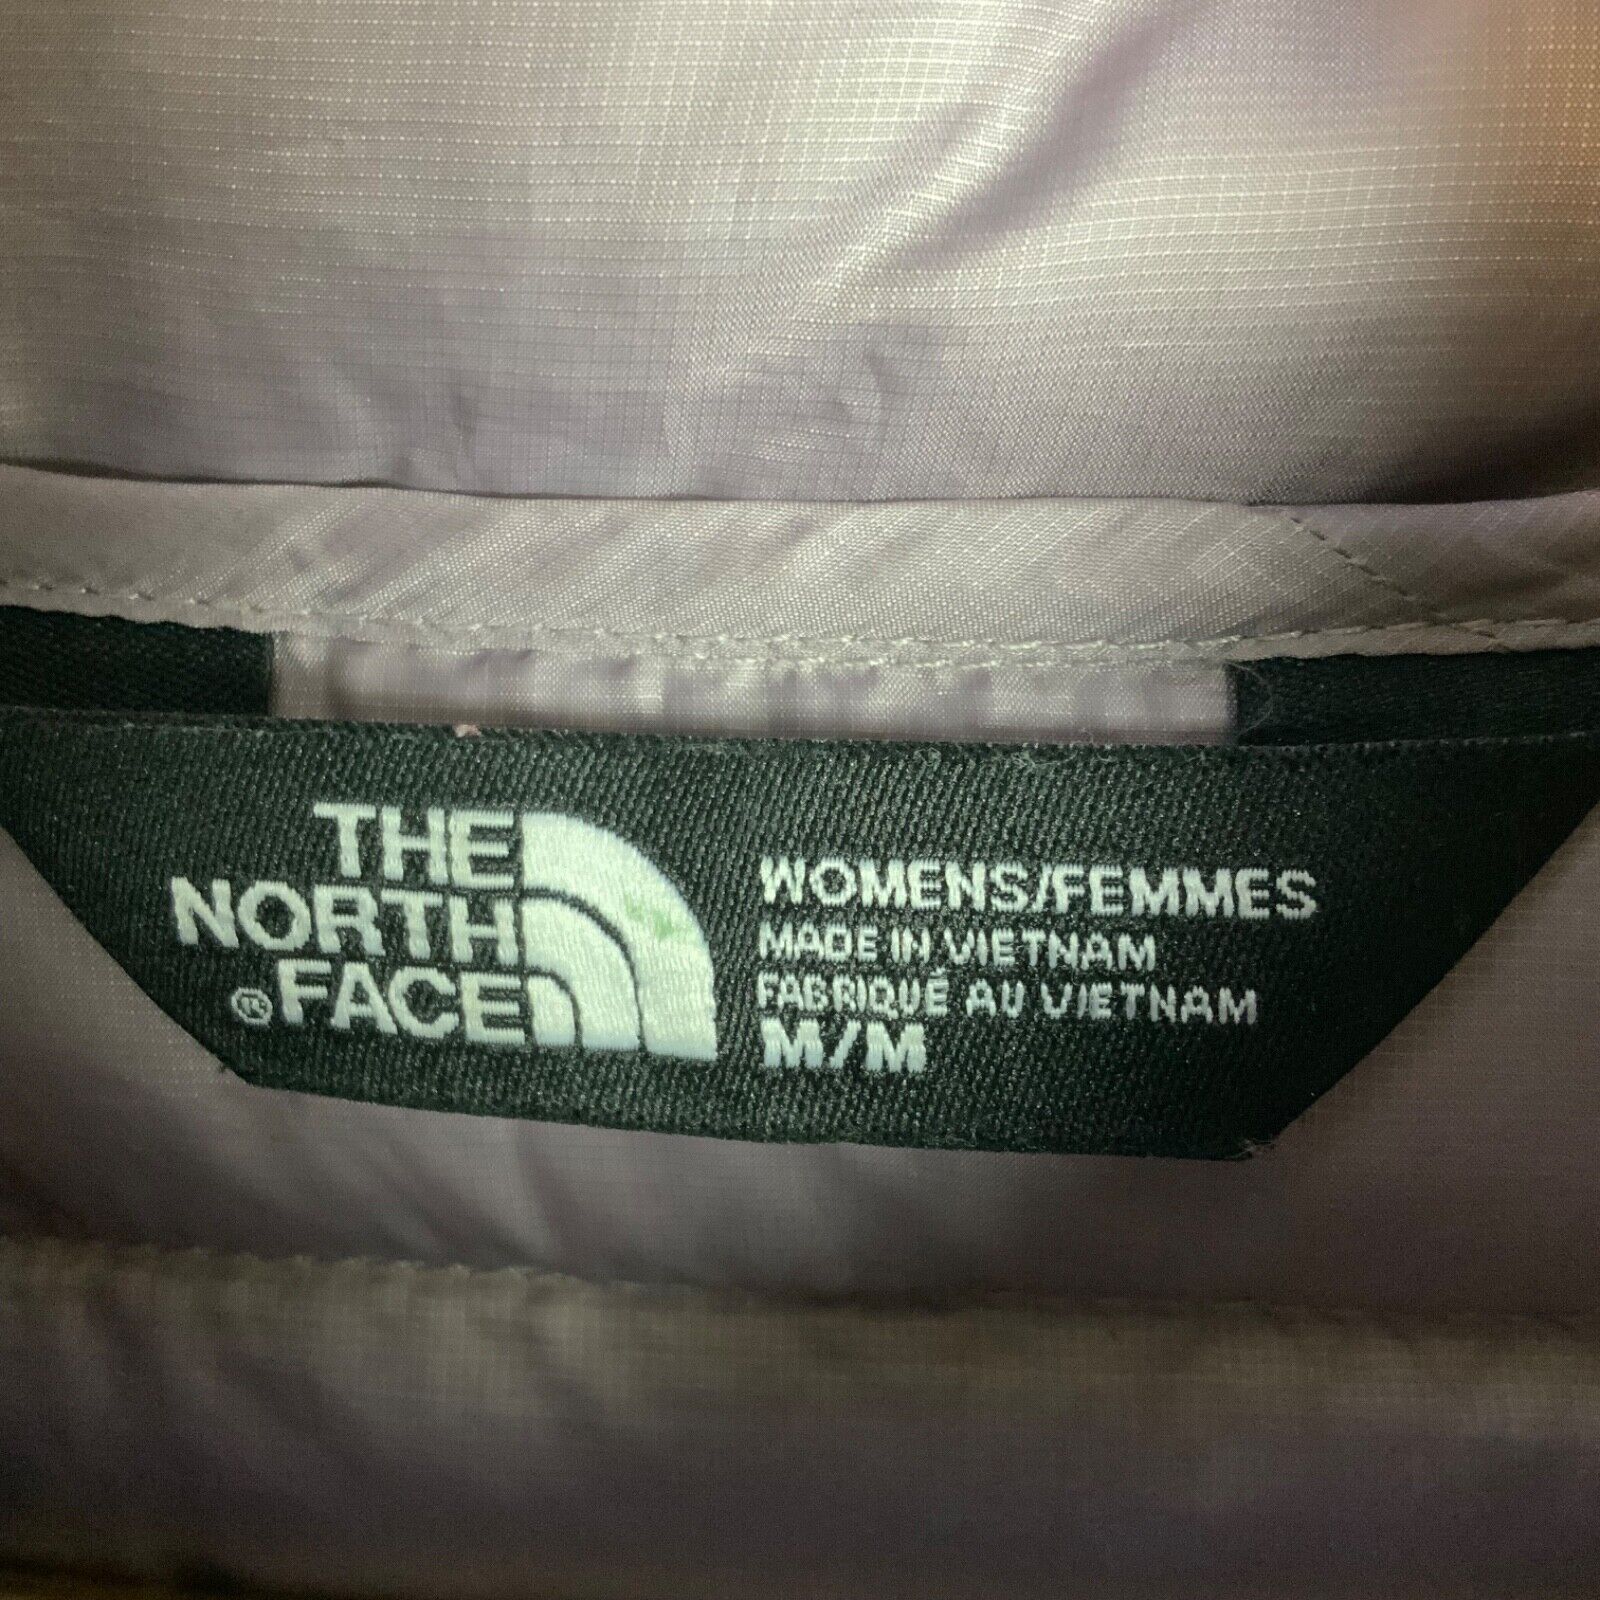 THE
NORTH
® FACE
WOMENS/FEMMES
MADE IN VIETNAM
FABRIQUÉ AU VIETNAM
M/M